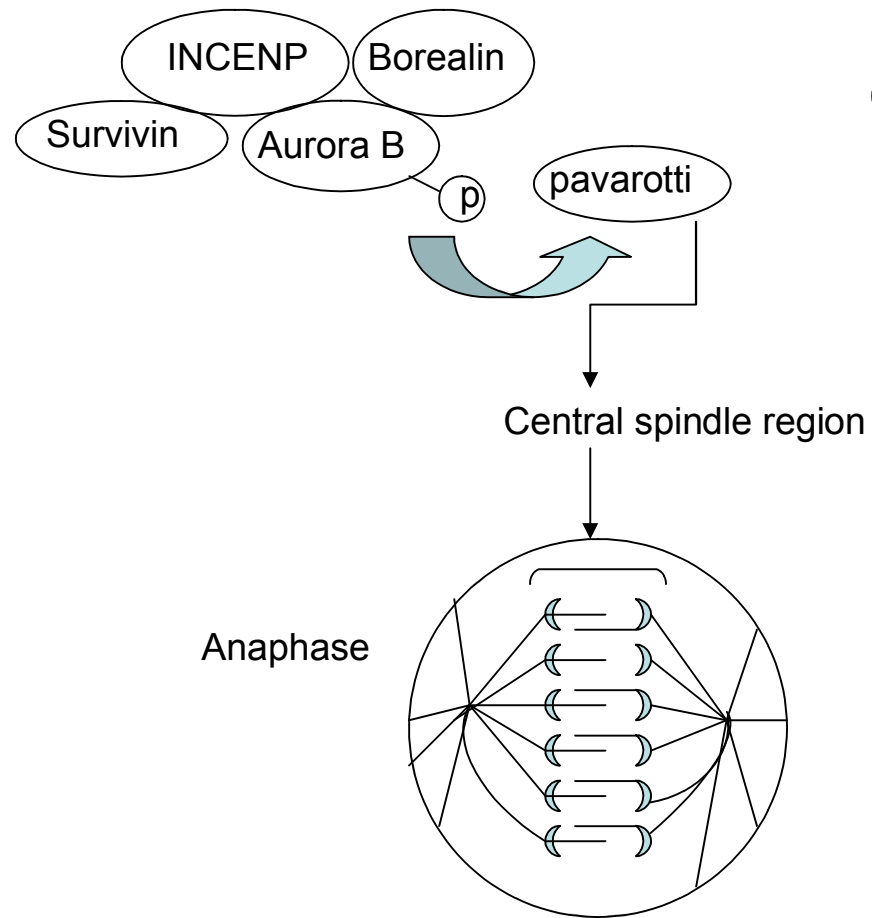 INCENP
Borealin
Survivin
Aurora B
p
pavarotti
Central spindle region
Anaphase